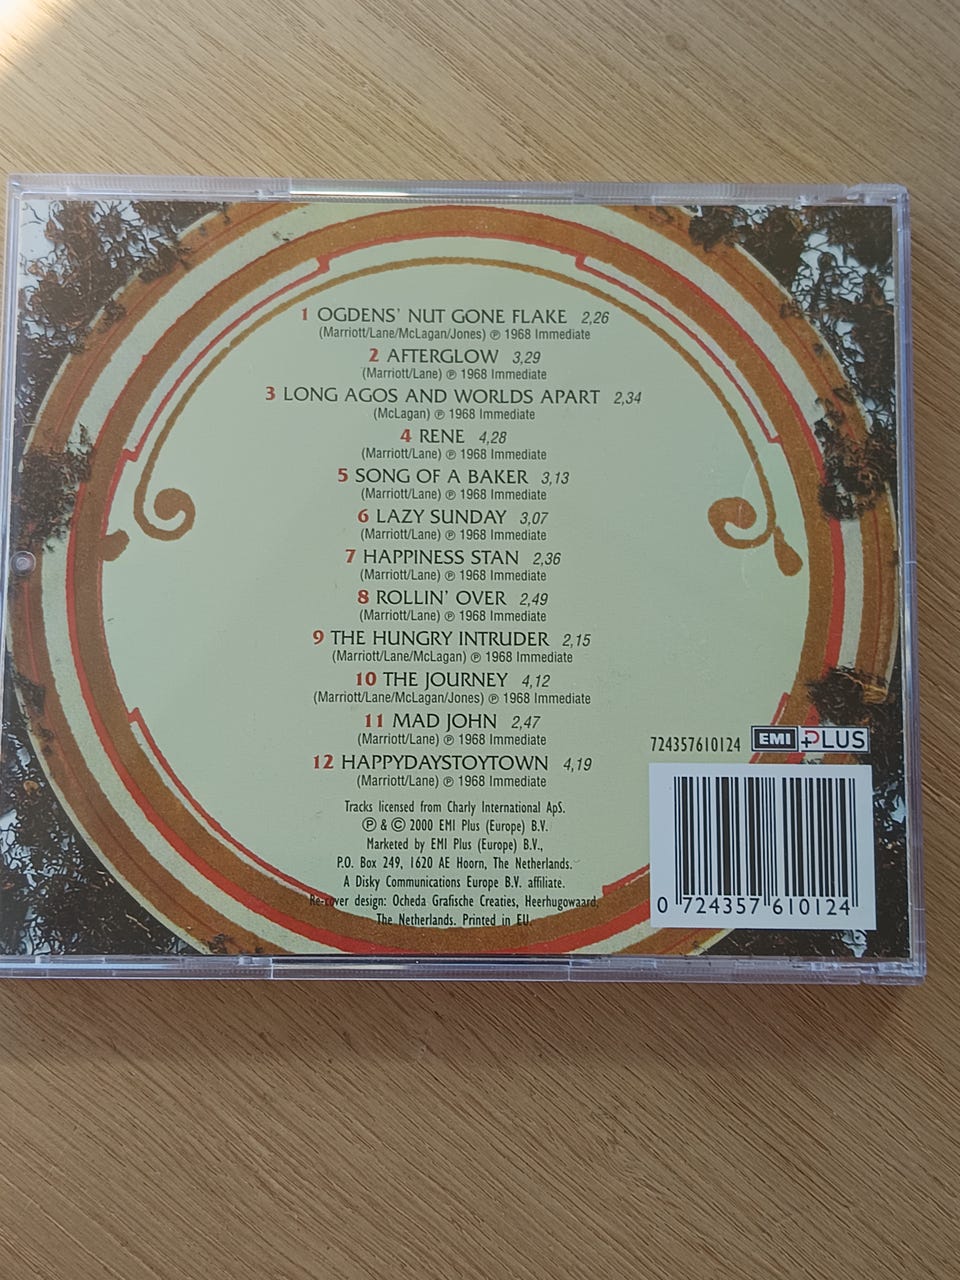 1 OGDENS' NUT GONE FLAKE 2,26
(Marriott/Lane/McLagan/Jones) ℗ 1968 Immediate
2 AFTERGLOW 3,29
(Marriott/Lane) ℗ 1968 Immediate
3 LONG AGOS AND WORLDS APART 2,34
(McLagan) ℗ 1968 Immediate
4 RENE 4,28
(Marriott/Lane) ℗ 1968 Immediate
5 SONG OF A BAKER 3,13
(Marriott/Lane) ℗ 1968 Immediate
6 LAZY SUNDAY 3,07
(Marriott/Lane) ℗ 1968 Immediate
7 HAPPINESS STAN 2,36
(Marriott/Lane) ℗ 1968 Immediate
8 ROLLIN' OVER 2,49
(Marriott/Lane) ℗ 1968 Immediate
9 THE HUNGRY INTRUDER 2,15
(Marriott/Lane/McLagan) ℗ 1968 Immediate
10 THE JOURNEY 4,12
(Marriott/Lane/McLagan/Jones) ℗ 1968 Immediate
11 MAD JOHN 2,47
(Marriott/Lane) ℗ 1968 Immediate
12 HAPPYDAYSTOYTOWN 4,19
(Marriott/Lane) ℗ 1968 Immediate
Tracks licensed from Charly International ApS.
℗ & © 2000 EMI Plus (Europe) B.V.
Marketed by EMI Plus (Europe) B.V.,
P.O. Box 249, 1620 AE Hoorn, The Netherlands.
A Disky Communications Europe B.V. affiliate.
Re-cover design: Ocheda Grafische Creaties, Heerhugowaard,
The Netherlands. Printed in EU.
724357610124 EMI PLUS
0 724357 610124